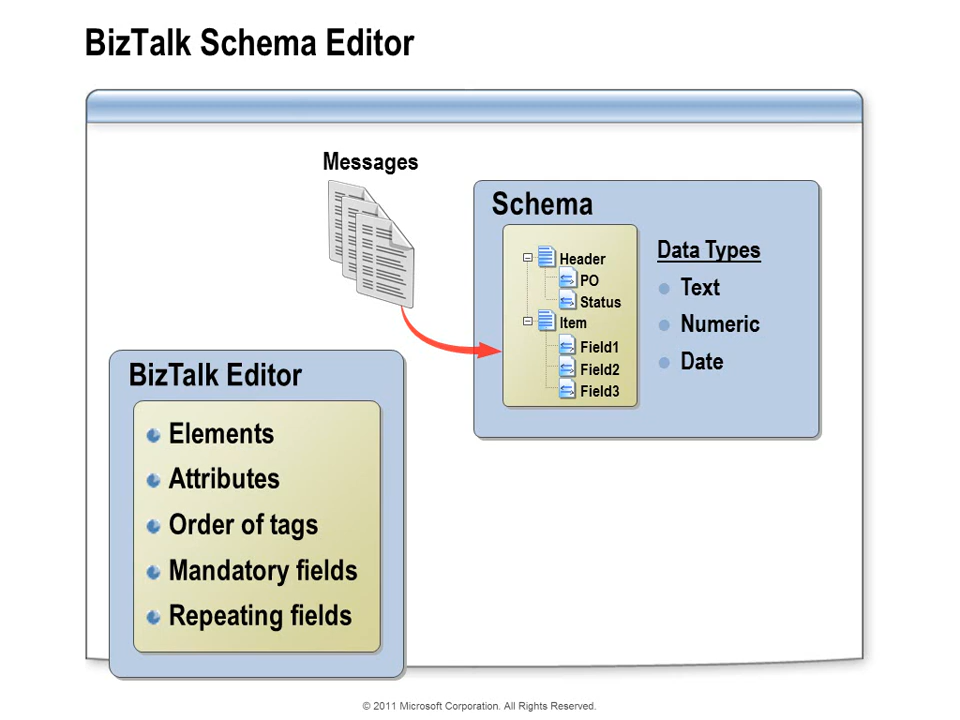 BizTalk Schema Editor
Messages
Schema
Header
PO
Status
Item
Field1
Field2
Field3
Data Types
Text
Numeric
Date
BizTalk Editor
Elements
Attributes
Order of tags
Mandatory fields
Repeating fields
© 2011 Microsoft Corporation. All Rights Reserved.